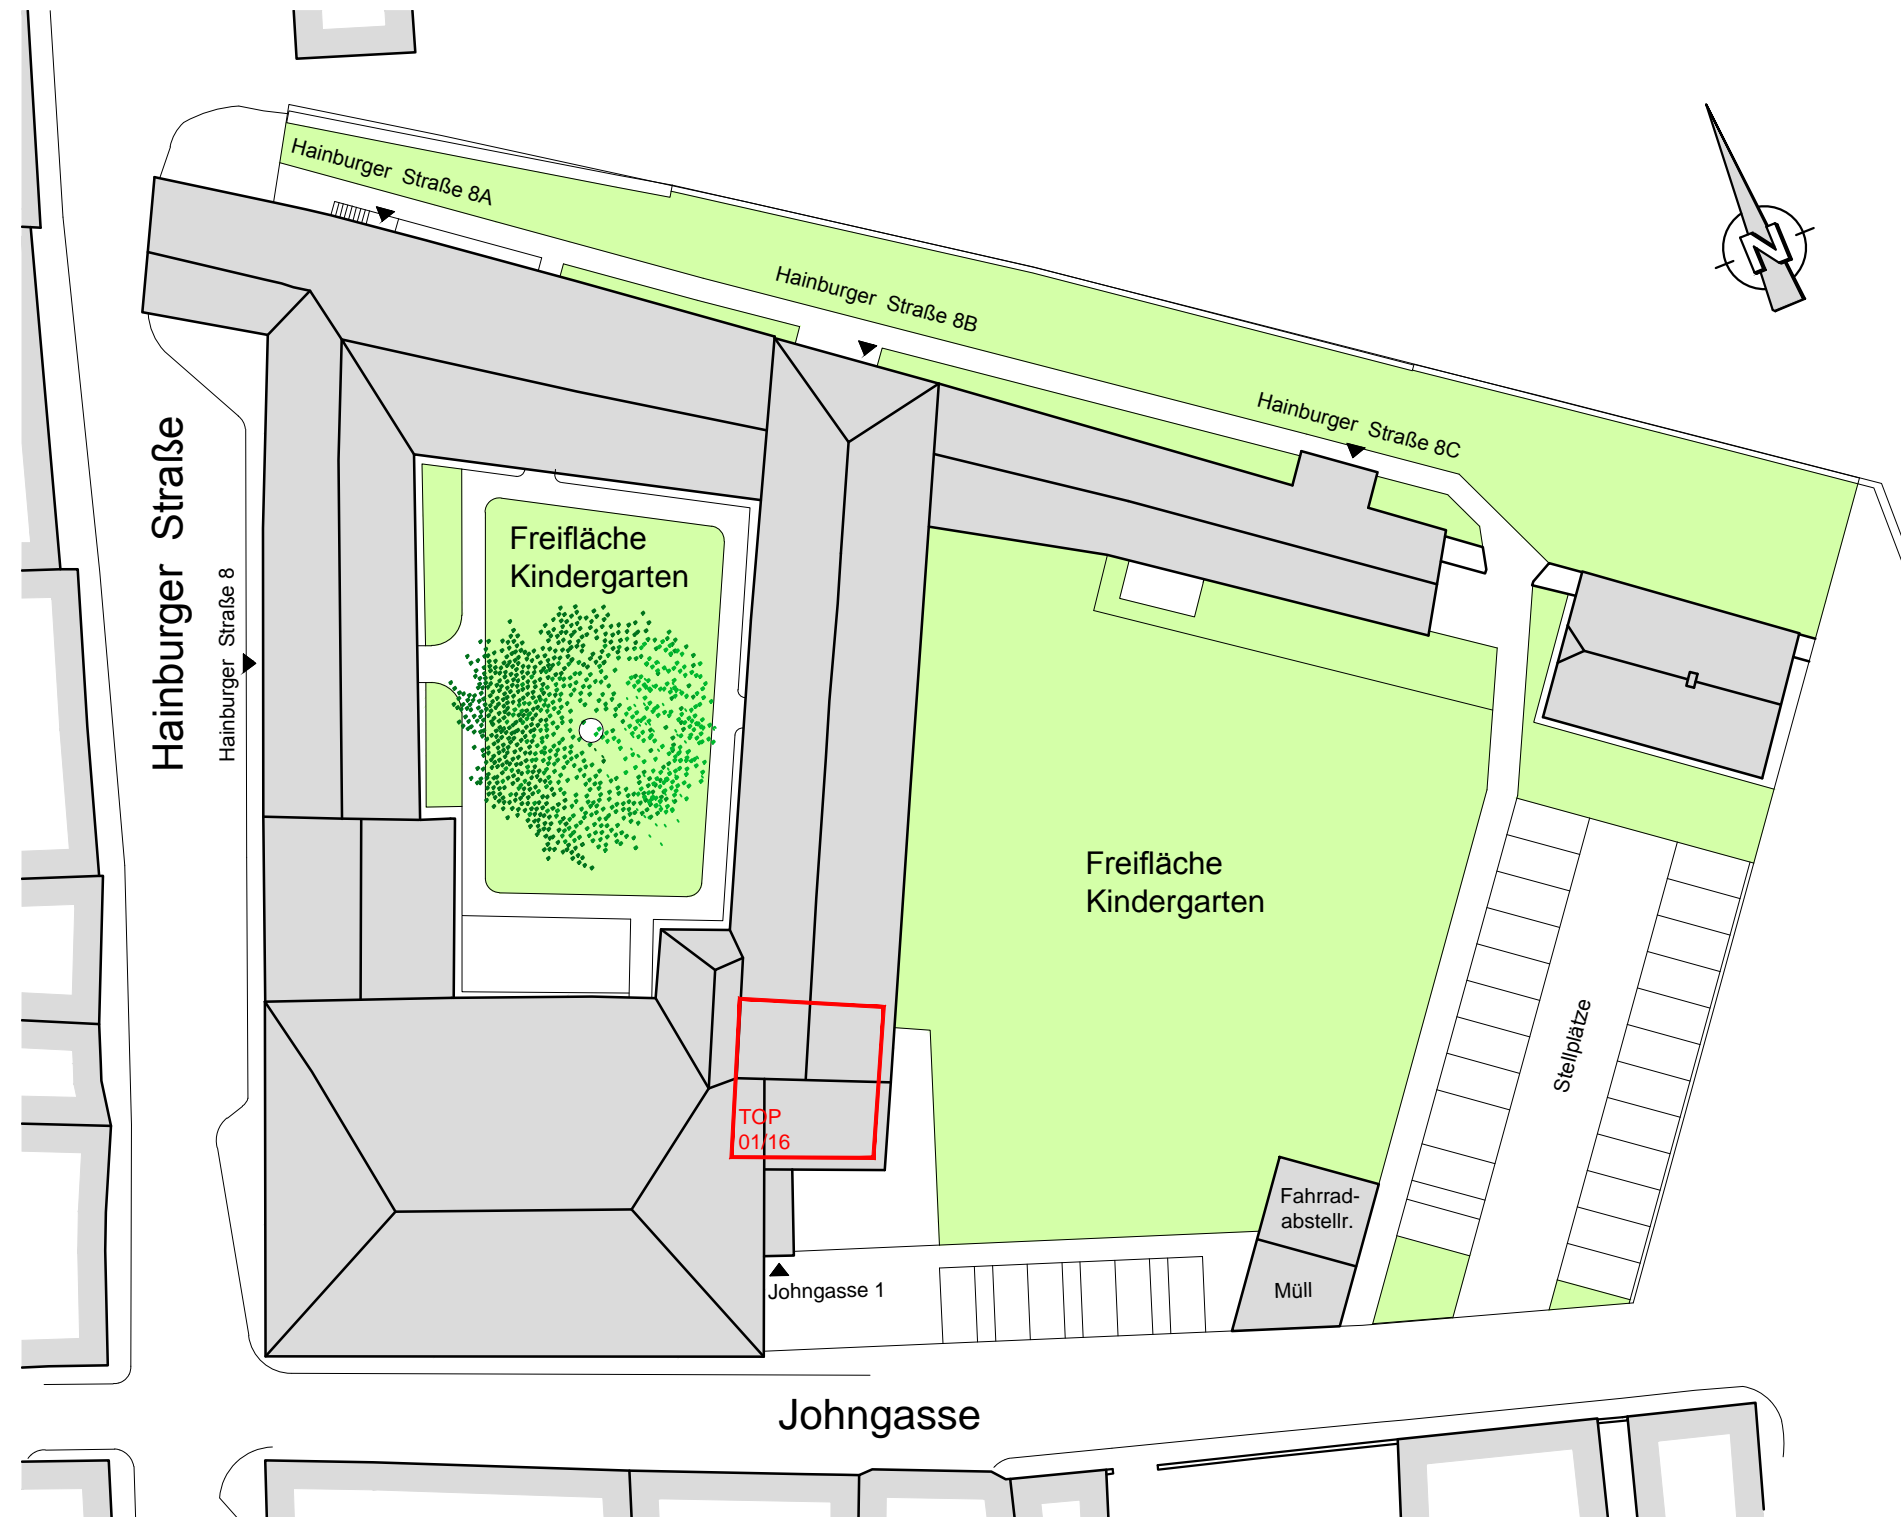 Hainburger Straße 8A
Hainburger Straße 8B
Hainburger Straße 8C
N
Hainburger Straße
Hainburger Straße 8
Freifläche
Kindergarten
Freifläche
Kindergarten
Stellplätze
TOP
01/16
Fahrrad-
abstellr.
Müll
Johngasse 1
Johngasse